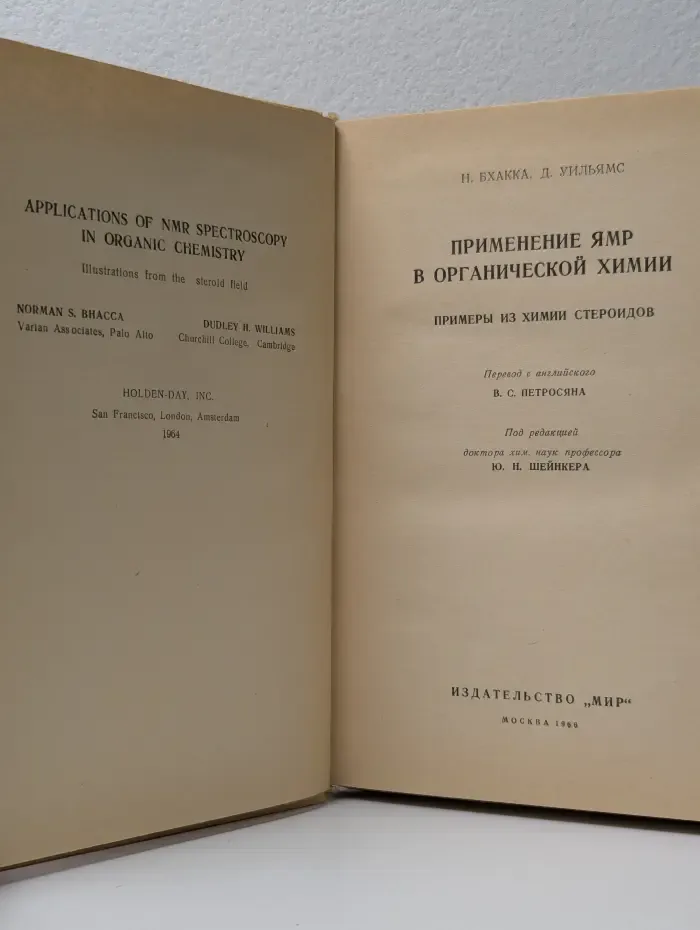 APPLICATIONS OF NMR SPECTROSCOPY
IN ORGANIC CHEMISTRY
Illustrations from the steroid field
NORMAN S. BHACCA
Varian Associates, Palo Alto
DUDLEY H. WILLIAMS
Churchill College, Cambridge
HOLDEN-DAY, INC.
San Francisco, London, Amsterdam
1964
Н. БХАККА, Д. УИЛЬЯМС
ПРИМЕНЕНИЕ ЯМР
В ОРГАНИЧЕСКОЙ ХИМИИ
ПРИМЕРЫ ИЗ ХИМИИ СТЕРОИДОВ
Перевод с английского
В. С. ПЕТРОСЯНА
Под редакцией
доктора хим. наук профессора
Ю. Н. ШЕЙНКЕРА
ИЗДАТЕЛЬСТВО „МИР“
МОСКВА 1966